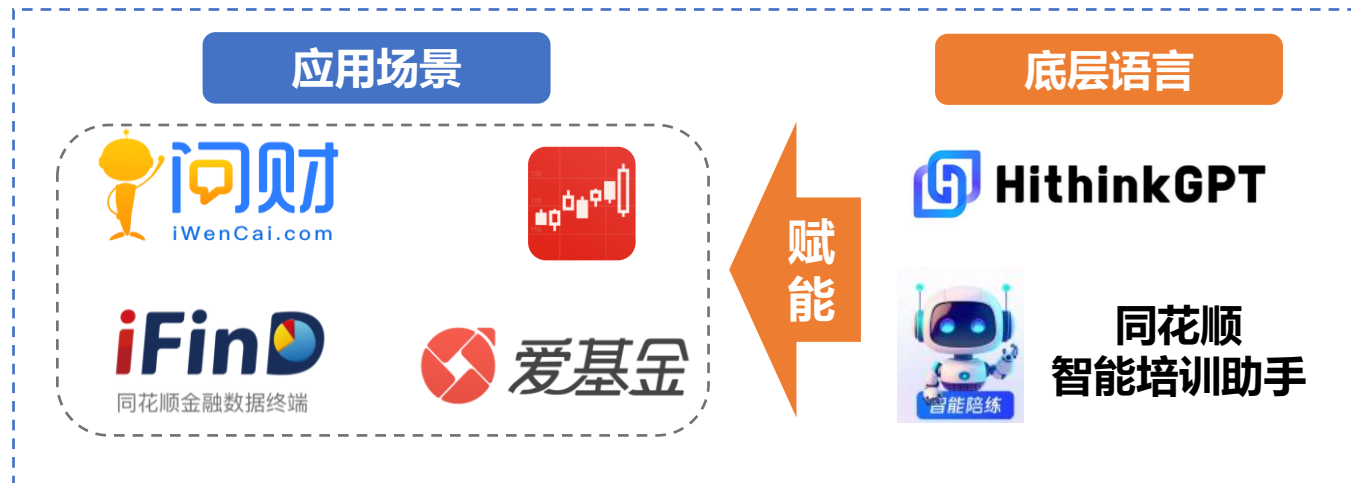 应用场景
底层语言
问财
iWenCai.com
iFinD
同花顺金融数据终端
爱基金
赋
能
HithinkGPT
智能陪练
同花顺
智能培训助手